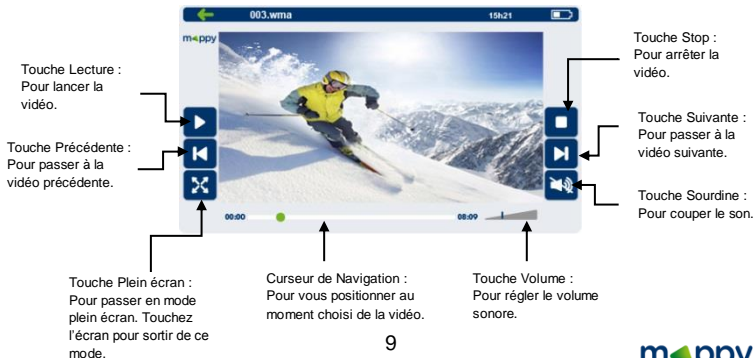 003.wma
15h21
mappy
Touche Lecture :
Pour lancer la
vidéo.
Touche Précédente :
Pour passer à la
vidéo précédente.
Touche Stop :
Pour arrêter la
vidéo.
Touche Suivante :
Pour passer à la
vidéo suivante.
Touche Sourdine :
Pour couper le son.
00:00
08:09
Touche Plein écran :
Pour passer en mode
plein écran. Touchez
l'écran pour sortir de ce
mode.
Curseur de Navigation :
Pour vous positionner au
moment choisi de la vidéo.
Touche Volume :
Pour régler le volume
sonore.
9
mappy